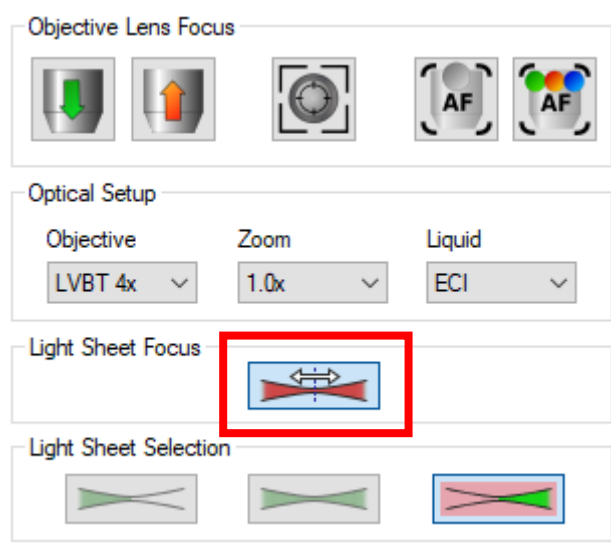 Objective Lens Focus
AF AF
Optical Setup
Objective Zoom Liquid
LVBT 4x 1.0x ECI
Light Sheet Focus
Light Sheet Selection